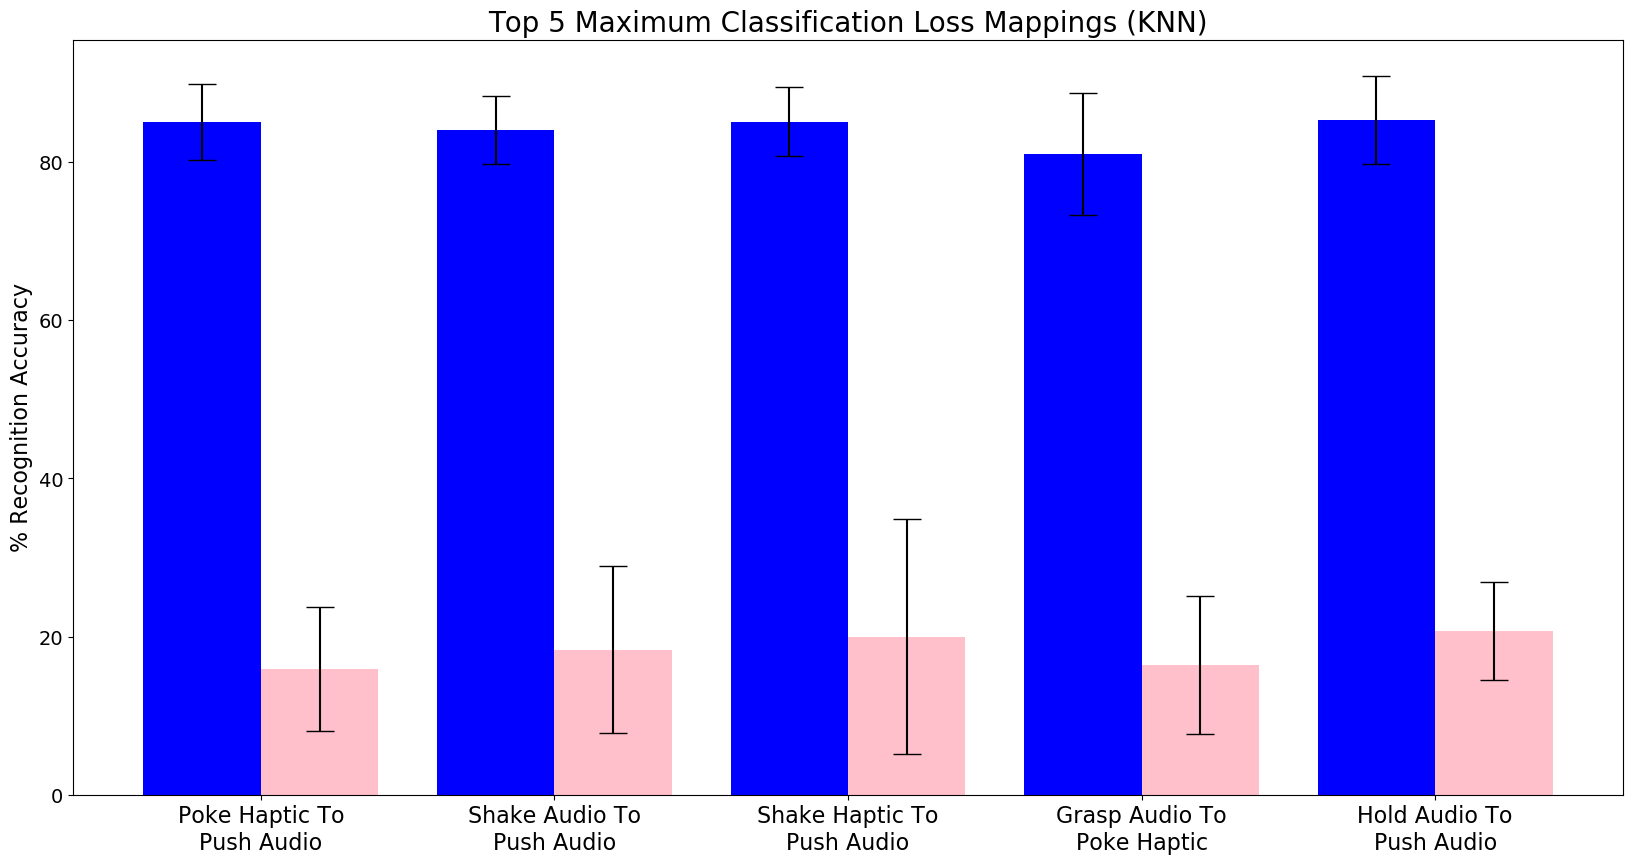 Top 5 Maximum Classification Loss Mappings (KNN)
% Recognition Accuracy
80
60
40
20
0
Poke Haptic To
Push Audio
Shake Audio To
Push Audio
Shake Haptic To
Push Audio
Grasp Audio To
Poke Haptic
Hold Audio To
Push Audio